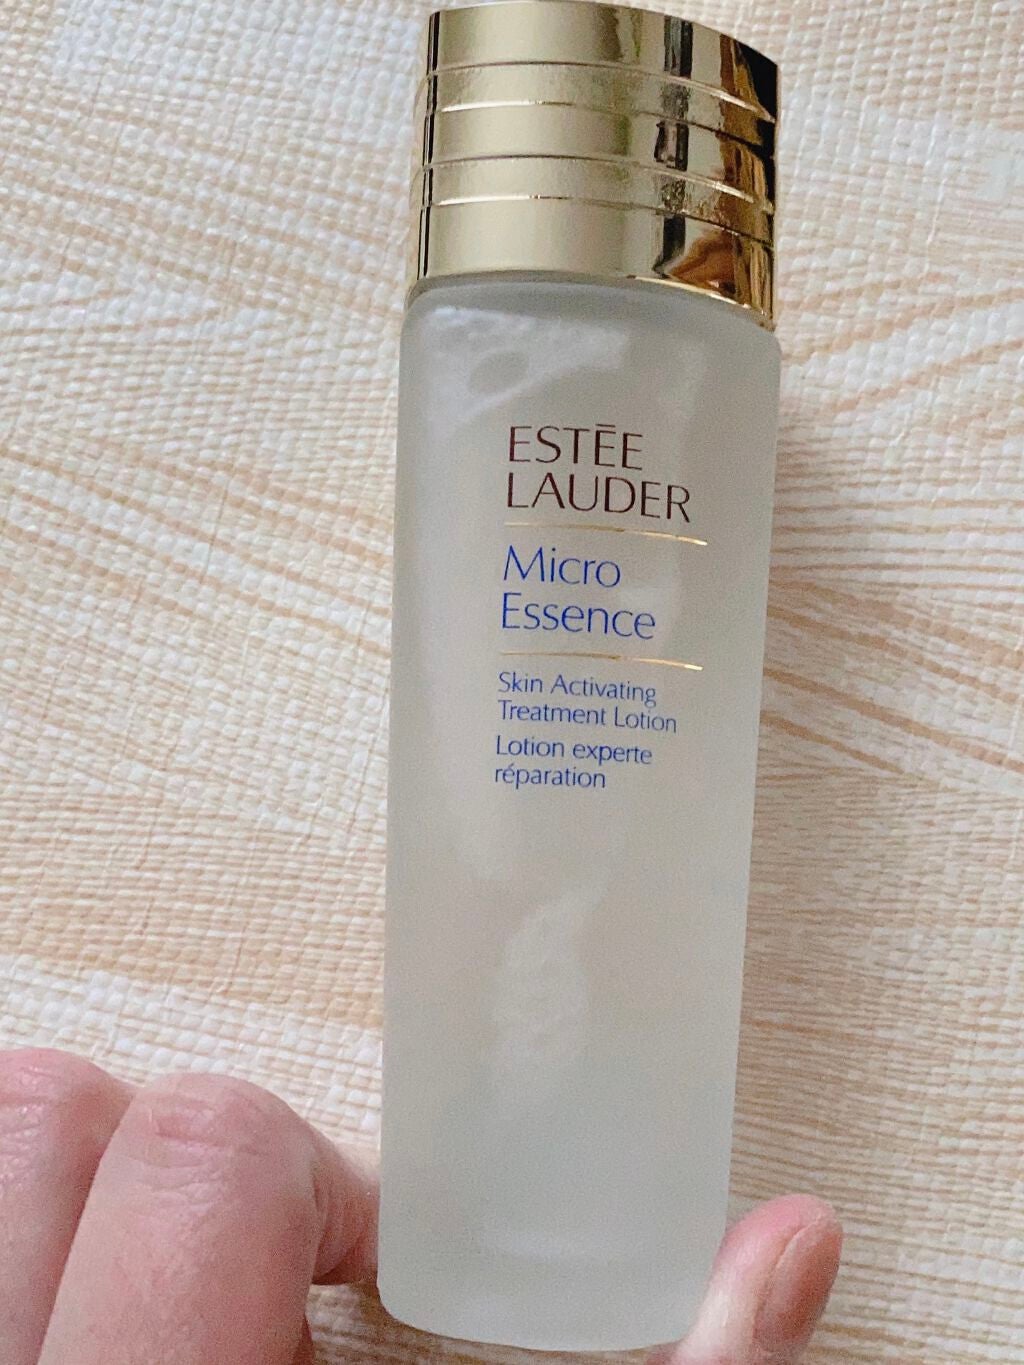 ESTĒE
LAUDER
Micro
Essence
Skin Activating
Treatment Lotion
Lotion experte
réparation